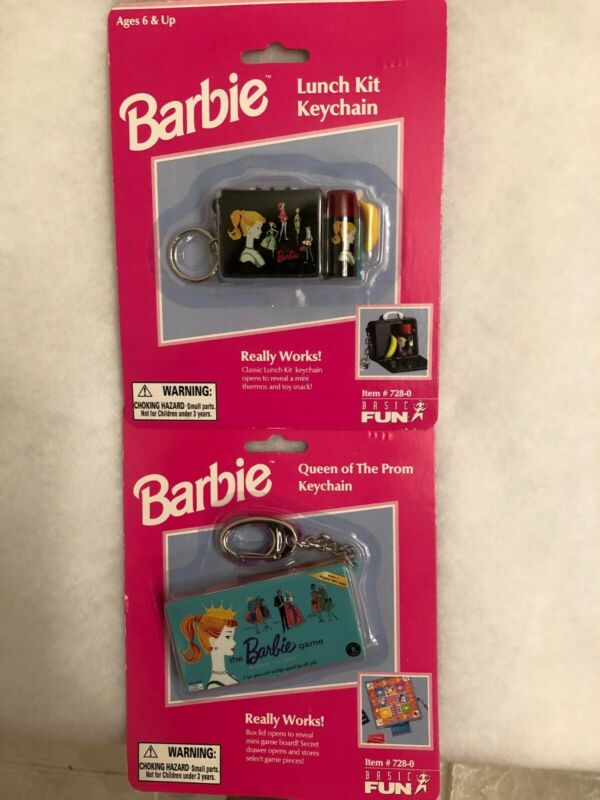 Ages 6 & Up
Barbie™
Lunch Kit
Keychain
Barbie
Really Works!
Classic Lunch Kit keychain
opens to reveal a mini
thermos and toy snack!
WARNING:
CHOKING HAZARD-Small parts.
Not for Children under 3 years.
Item # 728-0
BASIC
FUN
Barbie™
Queen of The Prom
Keychain
the Barbie game
Really Works!
Box lid opens to reveal
mini game board! Secret
drawer opens and stores
select game pieces!
WARNING:
CHOKING HAZARD-Small parts.
Not for Children under 3 years.
Item # 728-0
BASIC
FUN